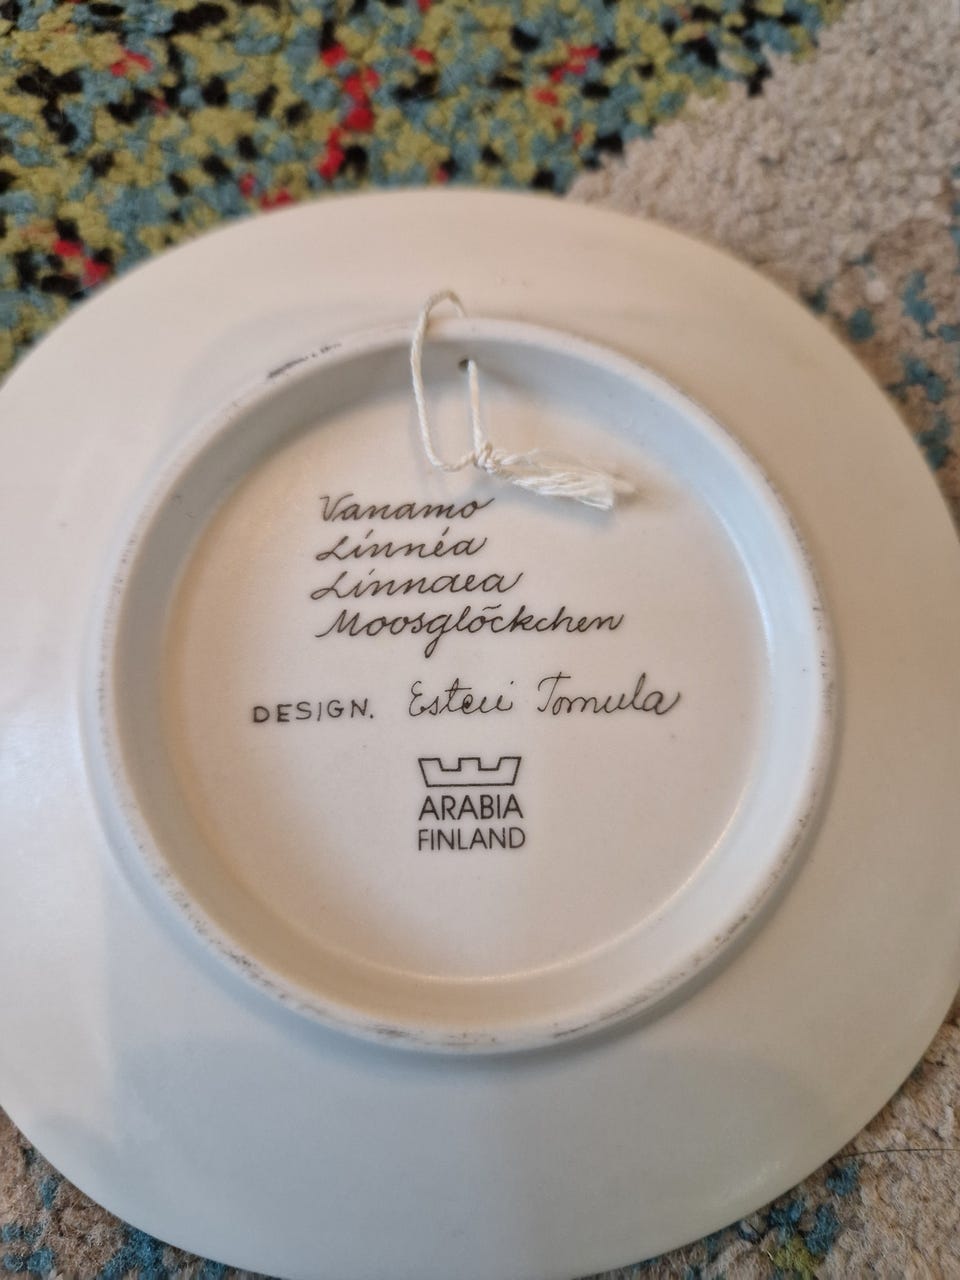 Vanamo
Linnéa
Linnaea
Moosglöckchen
DESIGN. Esteri Tomula
ARABIA
FINLAND